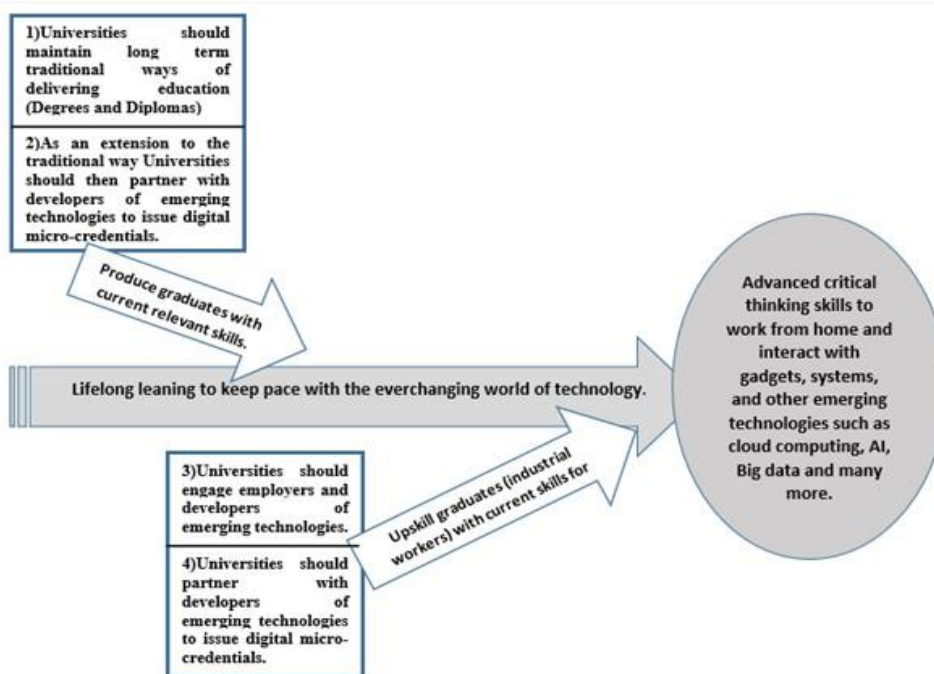 1)Universities should
maintain long term
traditional ways of
delivering education
(Degrees and Diplomas)
2)As an extension to the
traditional way Universities
should then partner with
developers of emerging
technologies to issue digital
micro-credentials.
Produce graduates with
current relevant skills.
Lifelong leaning to keep pace with the everchanging world of technology.
Advanced critical
thinking skills to
work from home and
interact with
gadgets, systems,
and other emerging
technologies such as
cloud computing, AI,
Big data and many
more.
3)Universities should
engage employers and
developers of
emerging technologies.
4)Universities should
partner with
developers of
emerging technologies
to issue digital micro-
credentials.
Upskill graduates (industrial
workers) with current skills for